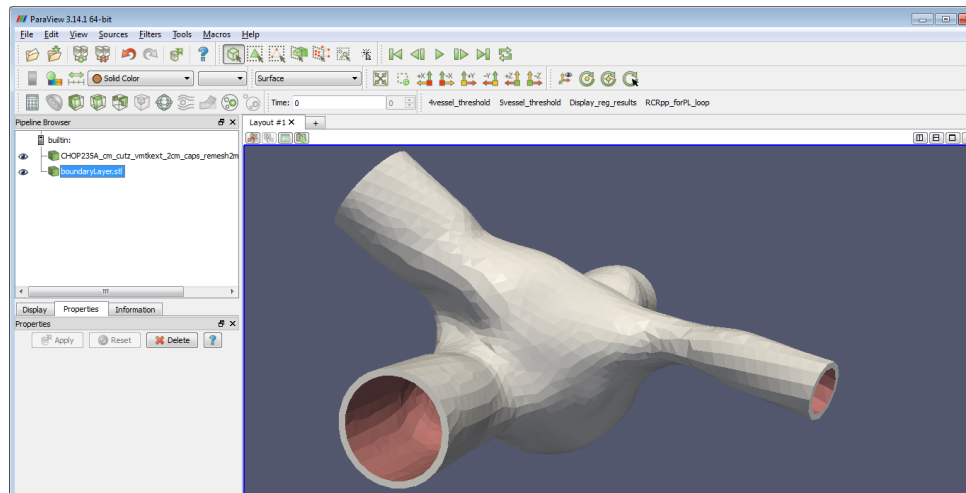 ParaView 3.14.1 64-bit
File Edit View Sources Filters Tools Macros Help
Solid Color Surface
Time: 0 0 4vessel_threshold 5vessel_threshold Display_reg_results RCRpp_forPL_loop
Pipeline Browser
Layout #1 X +
builtin:
CHOP235A_cm_cutz_vmtkext_2cm_caps_remesh2m
boundaryLayer.stl
Display Properties Information
Properties
Apply Reset Delete ?